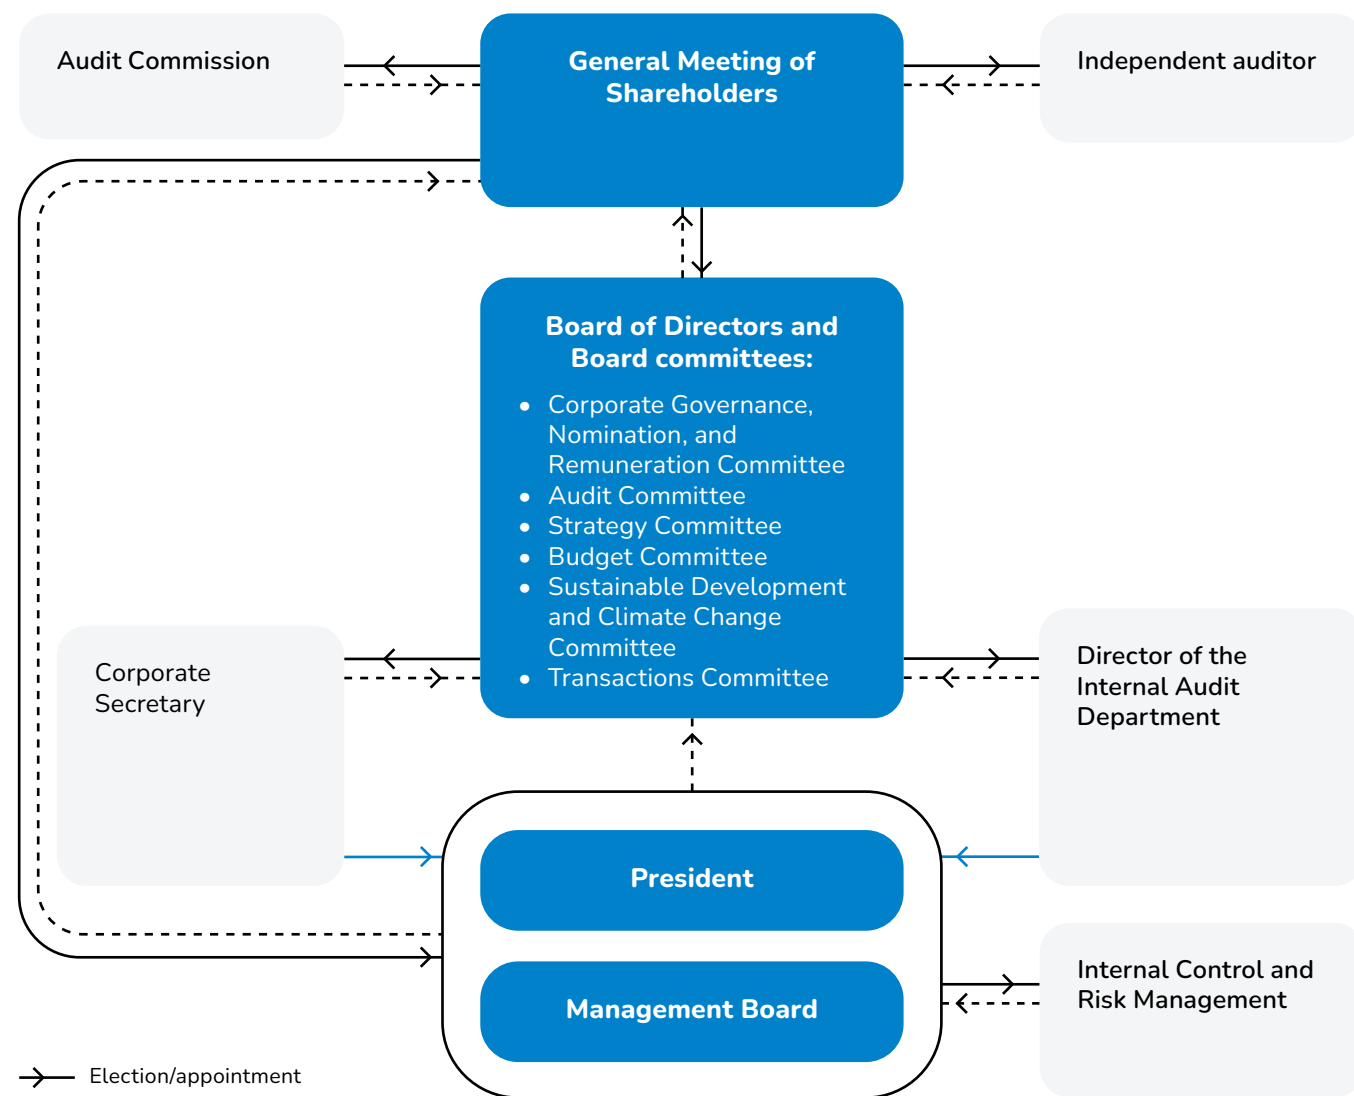 Audit Commission
General Meeting of
Shareholders
Independent auditor
Board of Directors and
Board committees:
• Corporate Governance,
Nomination, and
Remuneration Committee
• Audit Committee
• Strategy Committee
• Budget Committee
• Sustainable Development
and Climate Change
Committee
• Transactions Committee
Corporate
Secretary
Director of the
Internal Audit
Department
President
Management Board
Internal Control and
Risk Management
Election/appointment